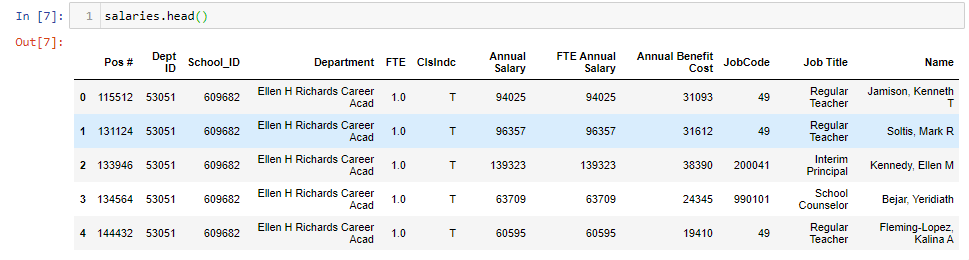 In [7]: 1 salaries.head()
Out[7]:
Pos # Dept ID School_ID Department FTE ClsIndc Annual Salary FTE Annual Salary Annual Benefit Cost JobCode Job Title Name
0 115512 53051 609682 Ellen H Richards Career Acad 1.0 T 94025 94025 31093 49 Regular Teacher Jamison, Kenneth T
1 131124 53051 609682 Ellen H Richards Career Acad 1.0 T 96357 96357 31612 49 Regular Teacher Soltis, Mark R
2 133946 53051 609682 Ellen H Richards Career Acad 1.0 T 139323 139323 38390 200041 Interim Principal Kennedy, Ellen M
3 134564 53051 609682 Ellen H Richards Career Acad 1.0 T 63709 63709 24345 990101 School Counselor Bejar, Yeridiath
4 144432 53051 609682 Ellen H Richards Career Acad 1.0 T 60595 60595 19410 49 Regular Teacher Fleming-Lopez, Kalina A